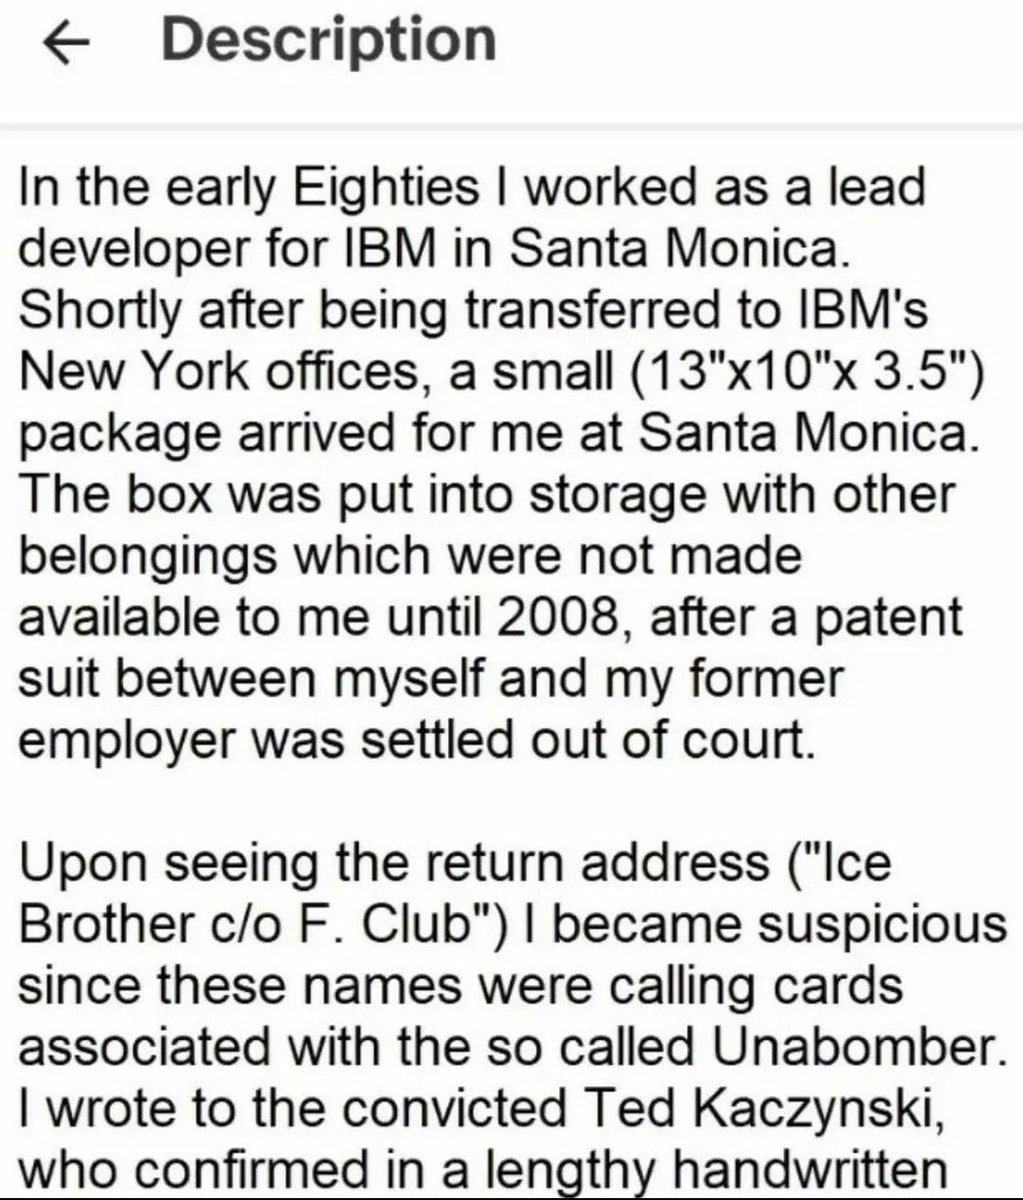 Description
In the early Eighties I worked as a lead
developer for IBM in Santa Monica.
Shortly after being transferred to IBM's
New York offices, a small (13"x10"x 3.5")
package arrived for me at Santa Monica.
The box was put into storage with other
belongings which were not made
available to me until 2008, after a patent
suit between myself and my former
employer was settled out of court.
Upon seeing the return address ("Ice
Brother c/o F. Club") I became suspicious
since these names were calling cards
associated with the so called Unabomber.
I wrote to the convicted Ted Kaczynski,
who confirmed in a lengthy handwritten